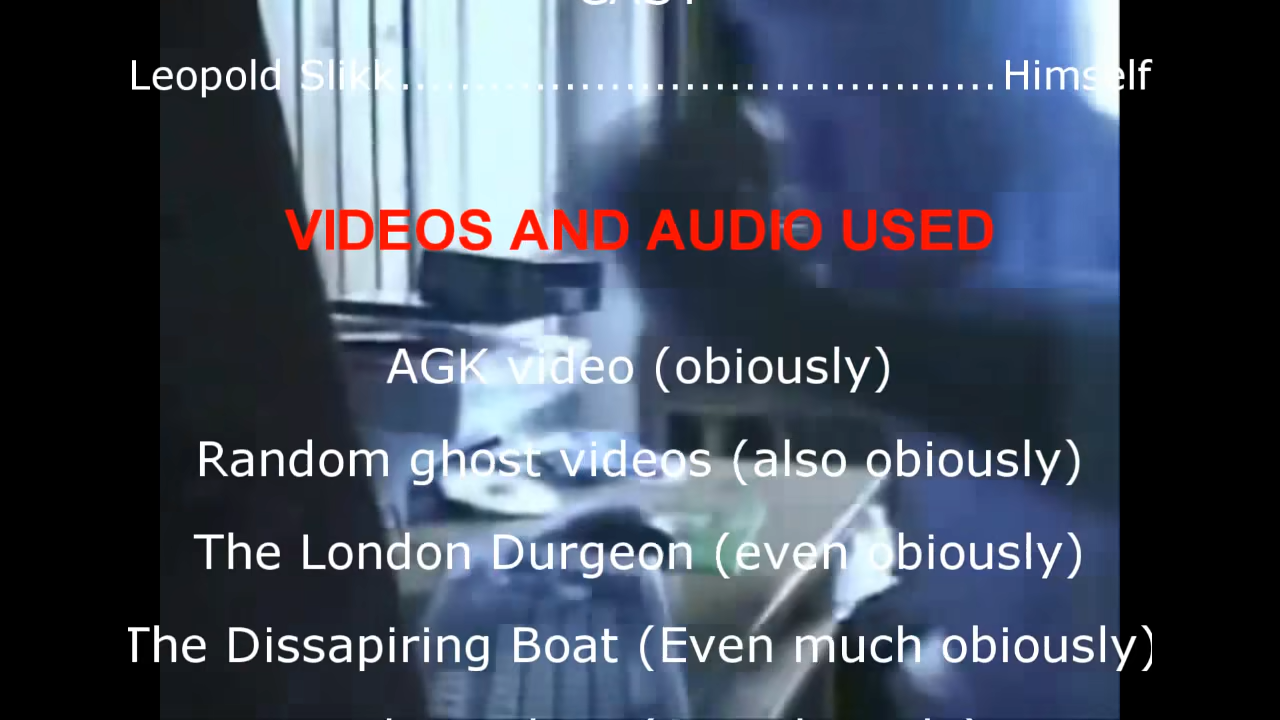 CAST
Leopold Slikk........................................Himself
VIDEOS AND AUDIO USED
AGK video (obiously)
Random ghost videos (also obiously)
The London Durgeon (even obiously)
The Dissapiring Boat (Even much obiously)